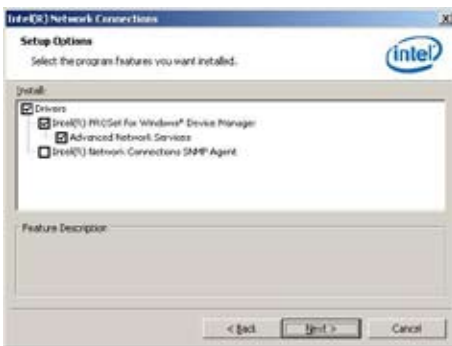 Intel(R) Network Connections
Setup Options
Select the program features you want installed.
intel
Install:
Drivers
Intel(R) PROSet for Windows* Device Manager
Advanced Network Services
Intel(R) Network Connections SNMP Agent
Feature Description
< Back
Next >
Cancel